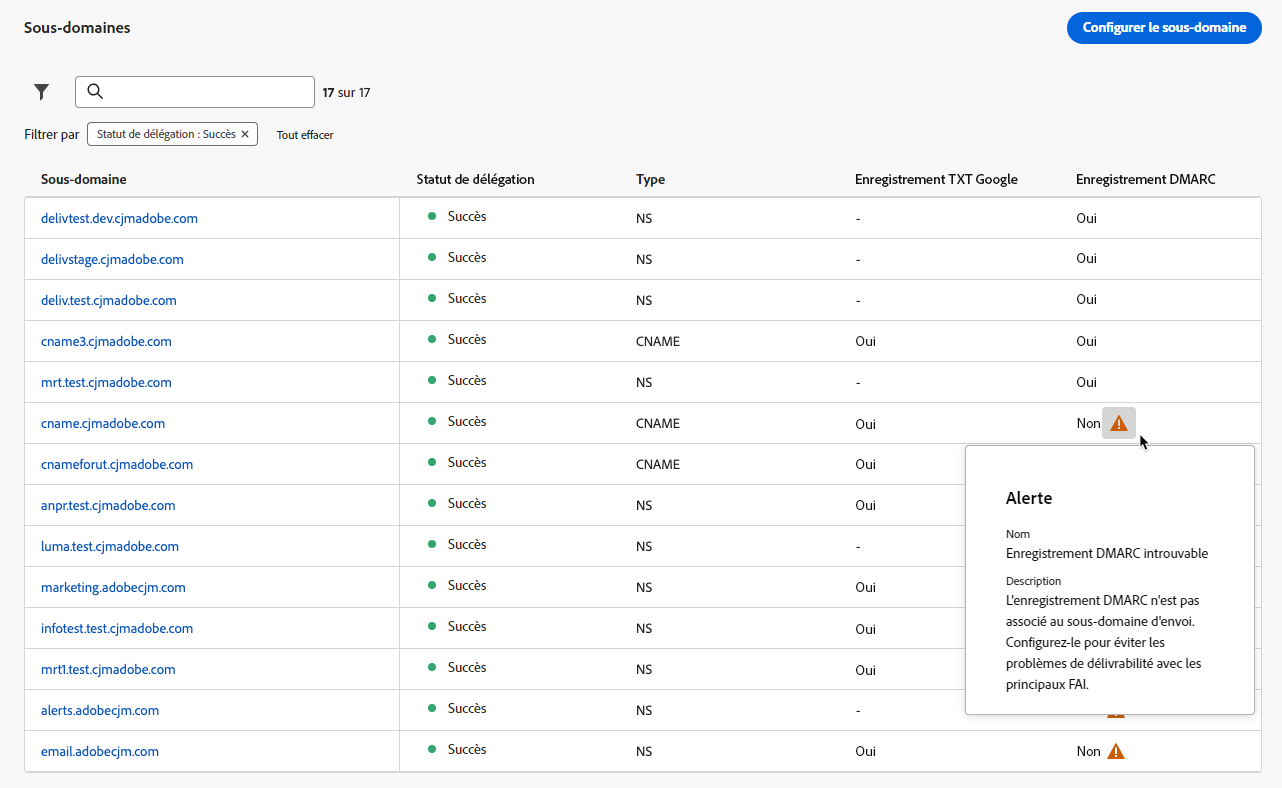 Sous-domaines
Configurer le sous-domaine
17 sur 17
Filtrer par Statut de délégation : Succès × Tout effacer
Sous-domaine Statut de délégation Type Enregistrement TXT Google Enregistrement DMARC
delivtest.dev.cjmadobe.com Succès NS - Oui
delivstage.cjmadobe.com Succès NS - Oui
deliv.test.cjmadobe.com Succès NS - Oui
cname3.cjmadobe.com Succès CNAME Oui Oui
mrt.test.cjmadobe.com Succès NS - Oui
cname.cjmadobe.com Succès CNAME Oui Non
cnameforut.cjmadobe.com Succès CNAME Oui
anpr.test.cjmadobe.com Succès NS Oui
luma.test.cjmadobe.com Succès NS -
marketing.adobecjm.com Succès NS Oui
infotest.test.cjmadobe.com Succès NS Oui
mrt1.test.cjmadobe.com Succès NS Oui
alerts.adobecjm.com Succès NS -
email.adobecjm.com Succès NS Oui Non
Alerte
Nom
Enregistrement DMARC introuvable
Description
L'enregistrement DMARC n'est pas
associé au sous-domaine d'envoi.
Configurez-le pour éviter les
problèmes de délivrabilité avec les
principaux FAI.